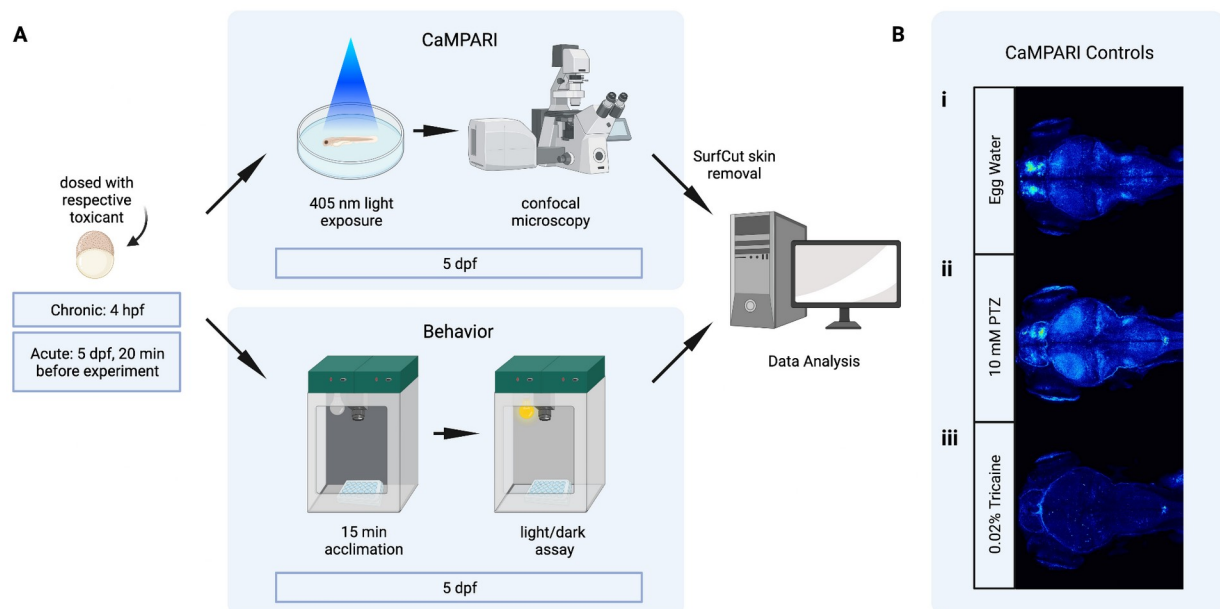 A
CaMPARI
405 nm light
exposure
confocal
microscopy
5 dpf
dosed with
respective
toxicant
Chronic: 4 hpf
Acute: 5 dpf, 20 min
before experiment
Behavior
15 min
acclimation
light/dark
assay
5 dpf
SurfCut skin
removal
Data Analysis
B
CaMPARI Controls
i
Egg Water
ii
10 mM PTZ
iii
0.02% Tricaine